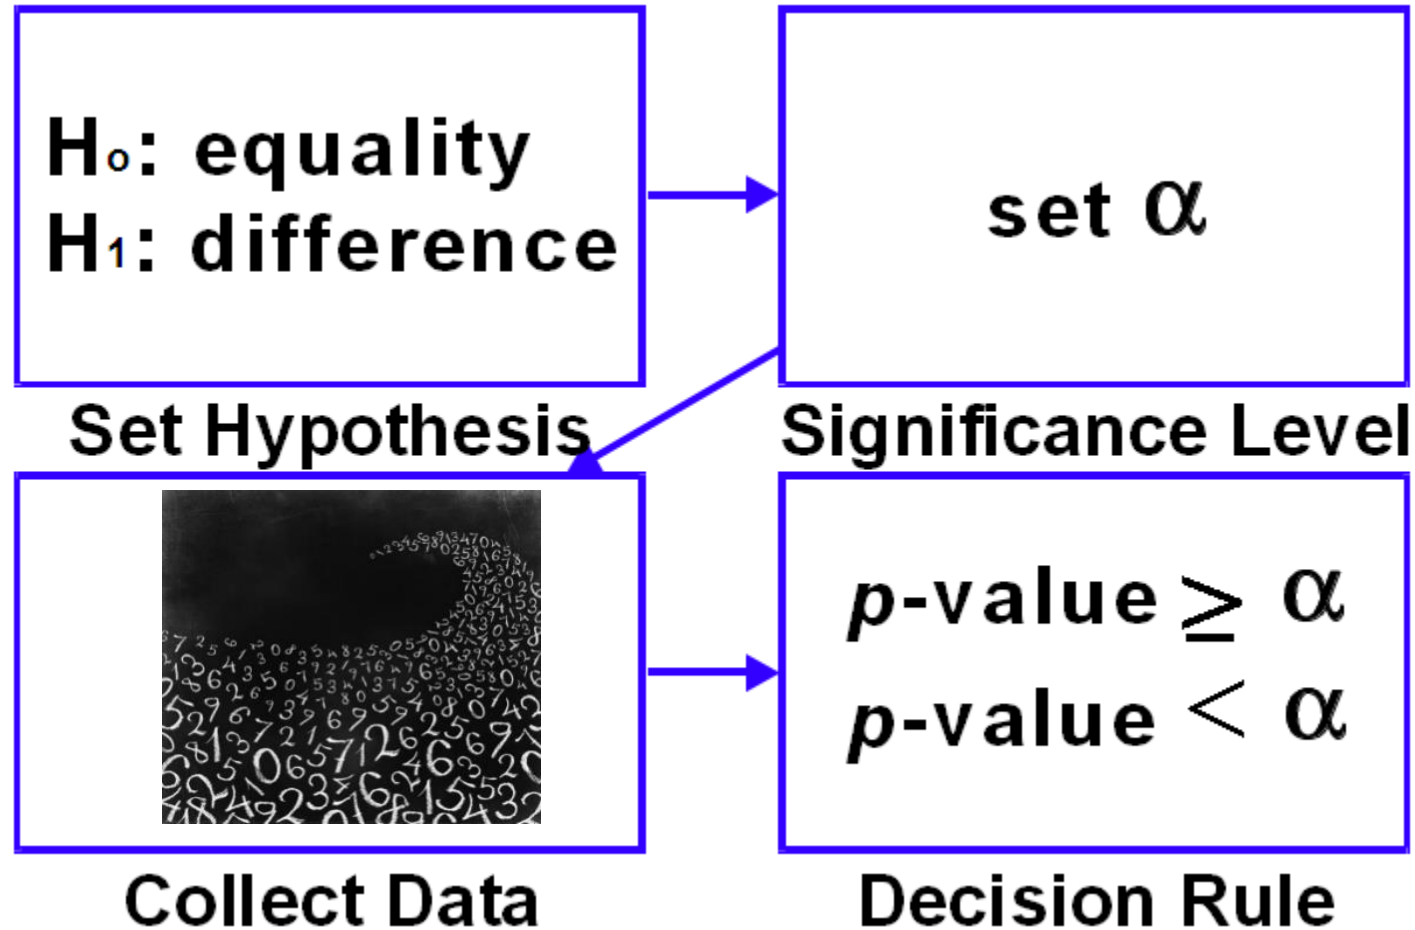 H₀: equality
H₁: difference
Set Hypothesis
set α
Significance Level
Collect Data
p-value ≥ α
p-value < α
Decision Rule